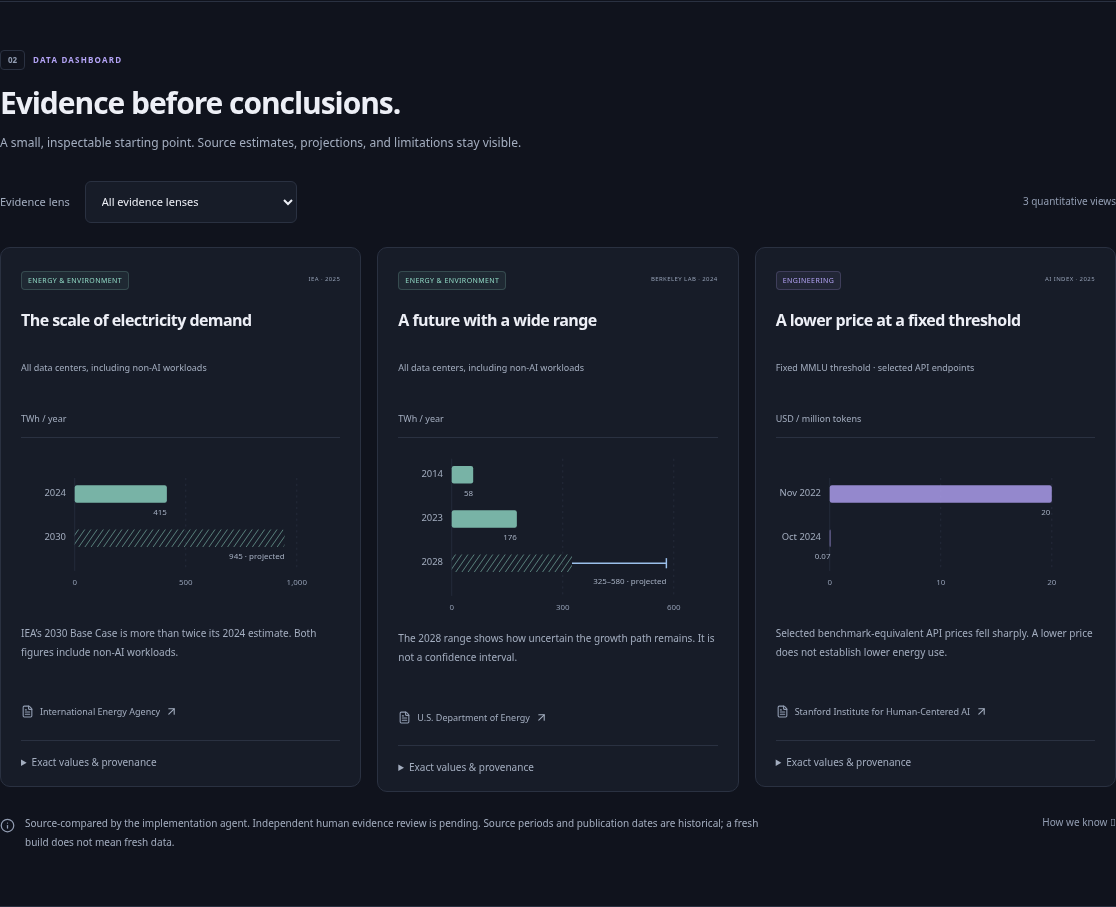 02 DATA DASHBOARD
Evidence before conclusions.
A small, inspectable starting point. Source estimates, projections, and limitations stay visible.
Evidence lens All evidence lenses 3 quantitative views
ENERGY & ENVIRONMENT IEA · 2025
The scale of electricity demand
All data centers, including non-AI workloads
TWh / year
2024
415
2030
945 · projected
0 500 1,000
IEA's 2030 Base Case is more than twice its 2024 estimate. Both
figures include non-AI workloads.
International Energy Agency
Exact values & provenance
ENERGY & ENVIRONMENT BERKELEY LAB · 2024
A future with a wide range
All data centers, including non-AI workloads
TWh / year
2014
58
2023
176
2028
325–580 · projected
0 300 600
The 2028 range shows how uncertain the growth path remains. It is
not a confidence interval.
U.S. Department of Energy
Exact values & provenance
ENGINEERING AI INDEX · 2025
A lower price at a fixed threshold
Fixed MMLU threshold · selected API endpoints
USD / million tokens
Nov 2022
20
Oct 2024
0.07
0 10 20
Selected benchmark-equivalent API prices fell sharply. A lower price
does not establish lower energy use.
Stanford Institute for Human-Centered AI
Exact values & provenance
Source-compared by the implementation agent. Independent human evidence review is pending. Source periods and publication dates are historical; a fresh
build does not mean fresh data.
How we know